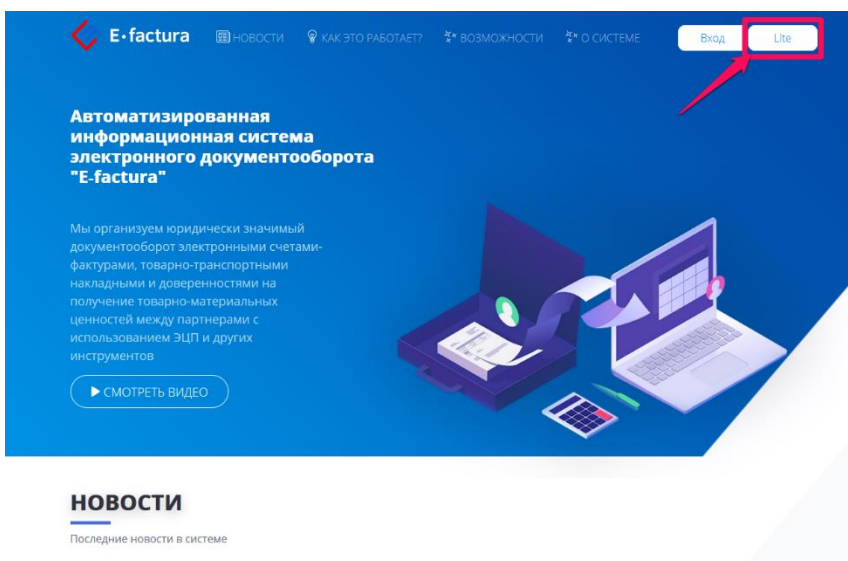 E·factura
НОВОСТИ
КАК ЭТО РАБОТАЕТ?
ВОЗМОЖНОСТИ
О СИСТЕМЕ
Вход
Lite
Автоматизированная
информационная система
электронного документооборота
"E-factura"
Мы организуем юридически значимый
документооборот электронными счетами-
фактурами, товарно-транспортными
накладными и доверенностями на
получение товарно-материальных
ценностей между партнерами с
использованием ЭЦП и других
инструментов
СМОТРЕТЬ ВИДЕО
НОВОСТИ
Последние новости в системе